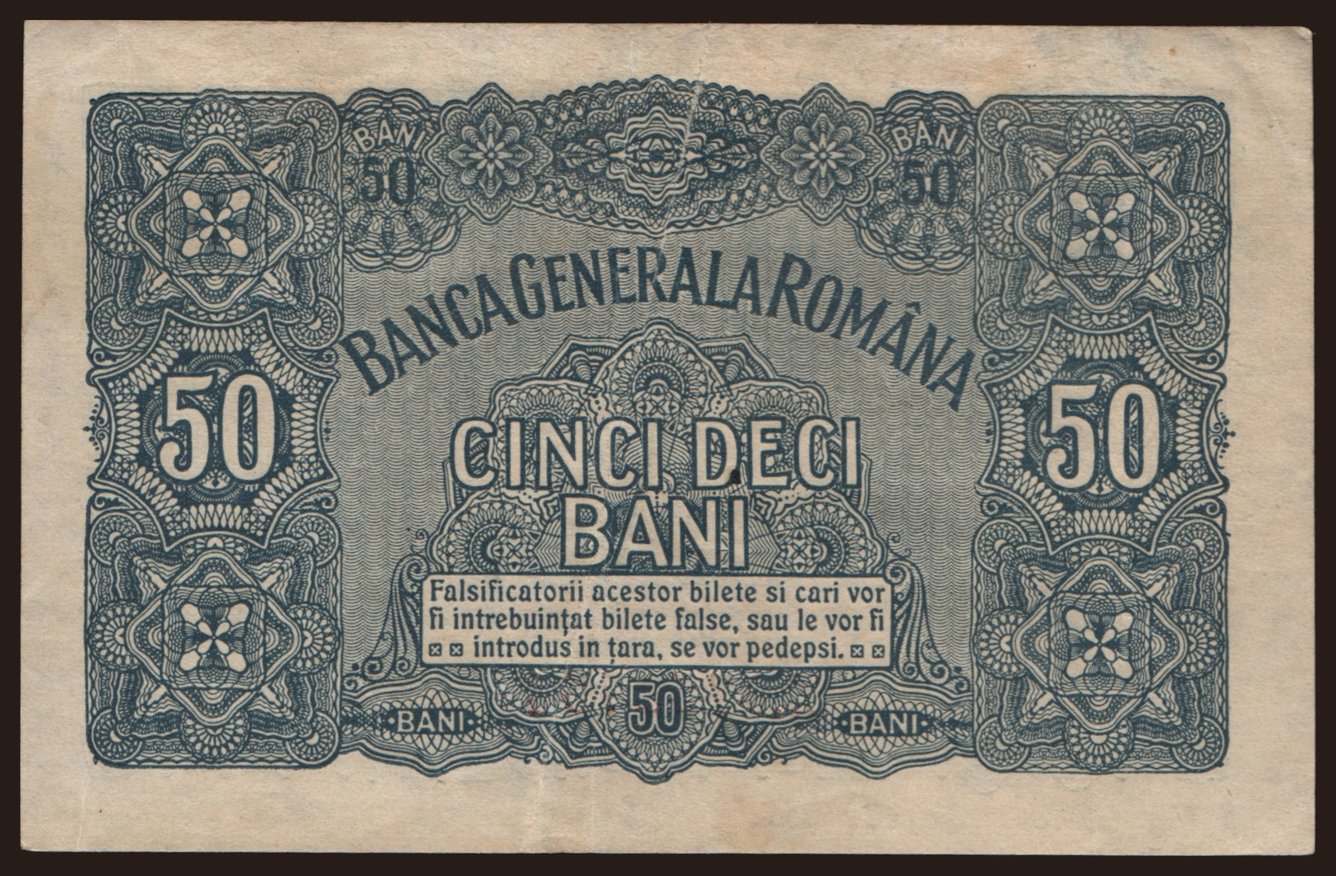 BANI
50
BANI
50
BANCA GENERALA ROMÂNA
50
50
CINCI DECI
BANI
Falsificatorii acestor bilete si cari vor
fi intrebuințat bilete false, sau le vor fi
introdus in țara, se vor pedepsi.
BANI
50
BANI